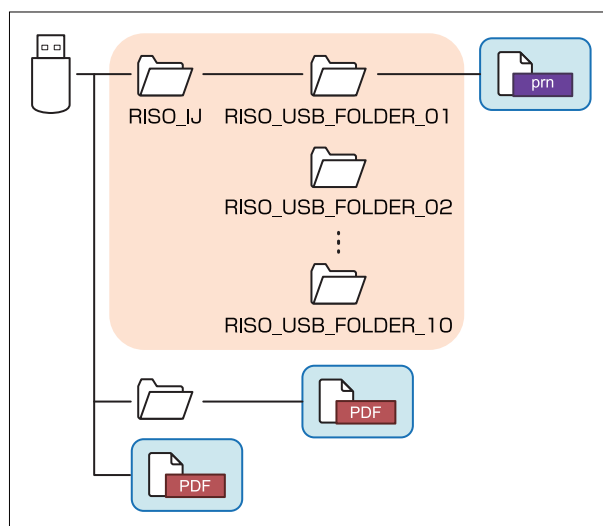 prn
RISO_IJ
RISO_USB_FOLDER_01
RISO_USB_FOLDER_02
RISO_USB_FOLDER_10
PDF
PDF